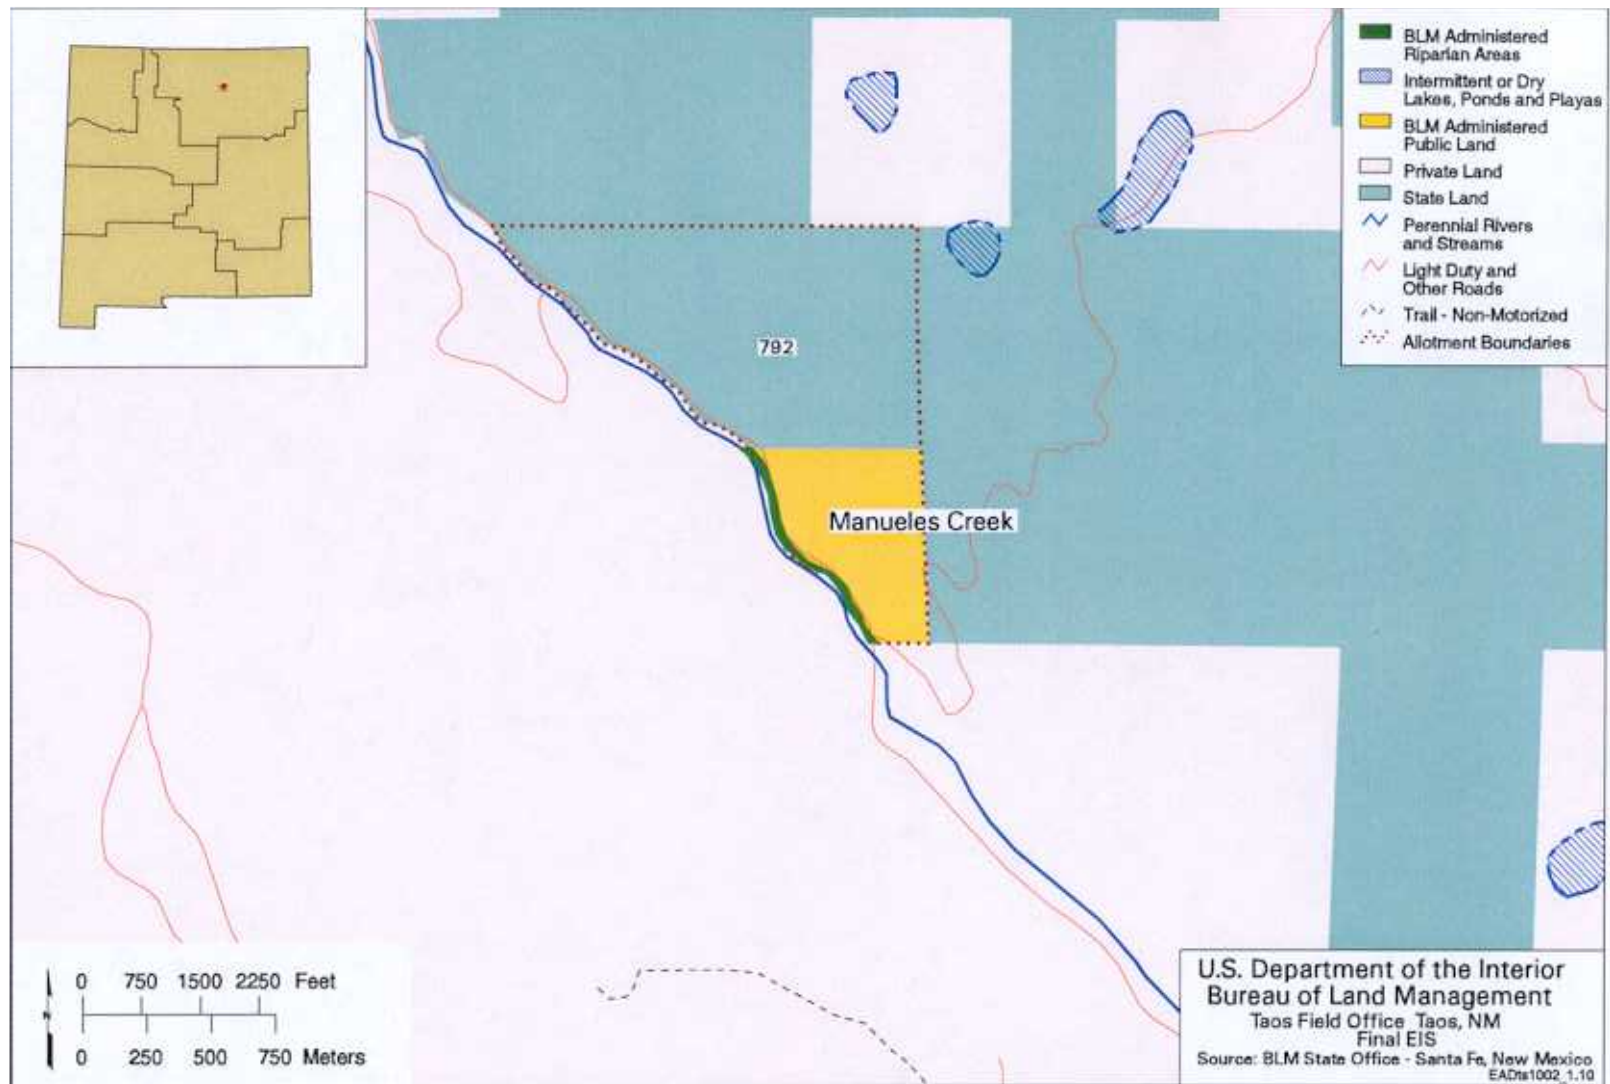 BLM Administered
Riparian Areas
Intermittent or Dry
Lakes, Ponds and Playas
BLM Administered
Public Land
Private Land
State Land
Perennial Rivers
and Streams
Light Duty and
Other Roads
Trail - Non-Motorized
Allotment Boundaries
792
Manueles Creek
0 750 1500 2250 Feet
N
0 250 500 750 Meters
U.S. Department of the Interior
Bureau of Land Management
Taos Field Office Taos, NM
Final EIS
Source: BLM State Office - Santa Fe, New Mexico
EADts1002_1.10